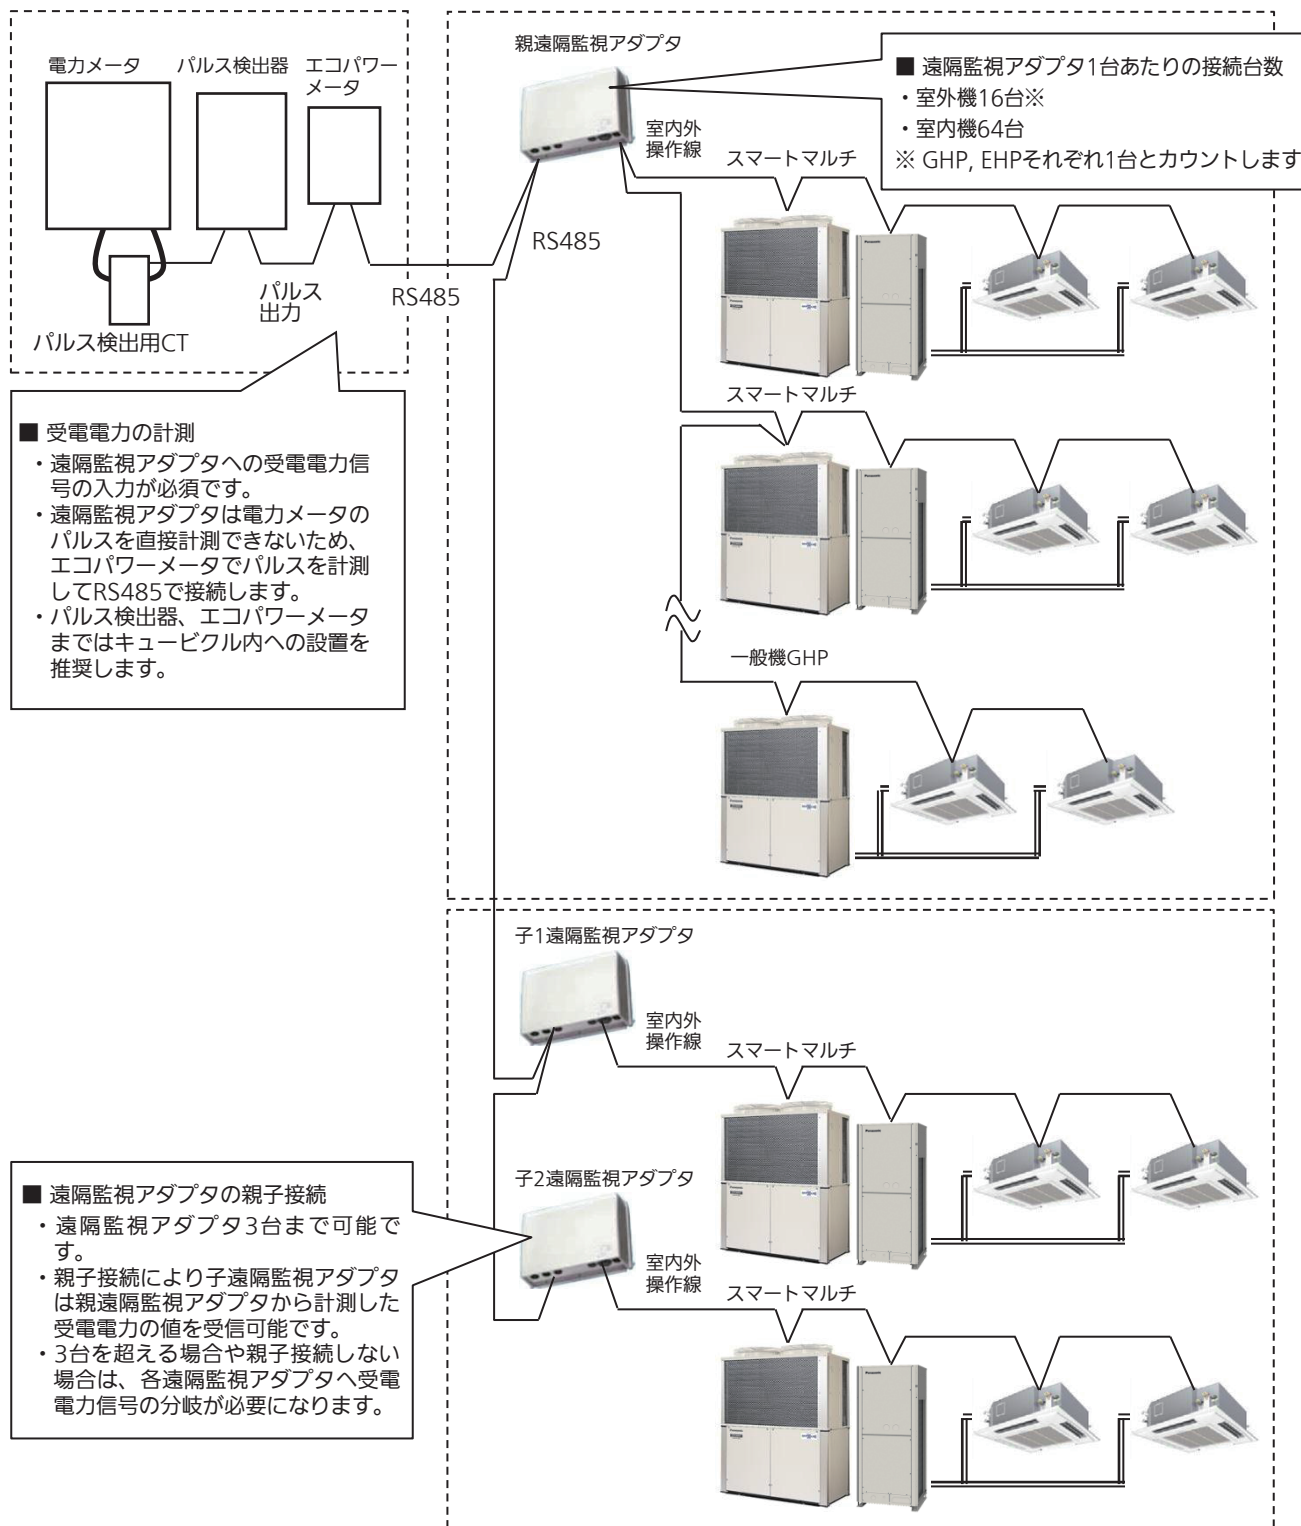 電力メータ
パルス検出器
エコパワー
メータ
パルス検出用CT
パルス
出力
RS485
■ 受電電力の計測
・遠隔監視アダプタへの受電電力信
号の入力が必須です。
・遠隔監視アダプタは電力メータの
パルスを直接計測できないため、
エコパワーメータでパルスを計測
してRS485で接続します。
・パルス検出器、エコパワーメータ
まではキュービクル内への設置を
推奨します。
親遠隔監視アダプタ
■ 遠隔監視アダプタ1台あたりの接続台数
・室外機16台※
・室内機64台
※ GHP, EHPそれぞれ1台とカウントします
室内外
操作線
RS485
スマートマルチ
Panasonic
Panasonic
スマートマルチ
Panasonic
Panasonic
一般機GHP
Panasonic
子1遠隔監視アダプタ
室内外
操作線
スマートマルチ
Panasonic
Panasonic
子2遠隔監視アダプタ
室内外
操作線
スマートマルチ
Panasonic
Panasonic
■ 遠隔監視アダプタの親子接続
・遠隔監視アダプタ3台まで可能で
す。
・親子接続により子遠隔監視アダプタ
は親遠隔監視アダプタから計測した
受電電力の値を受信可能です。
・3台を超える場合や親子接続しない
場合は、各遠隔監視アダプタへ受電
電力信号の分岐が必要になります。